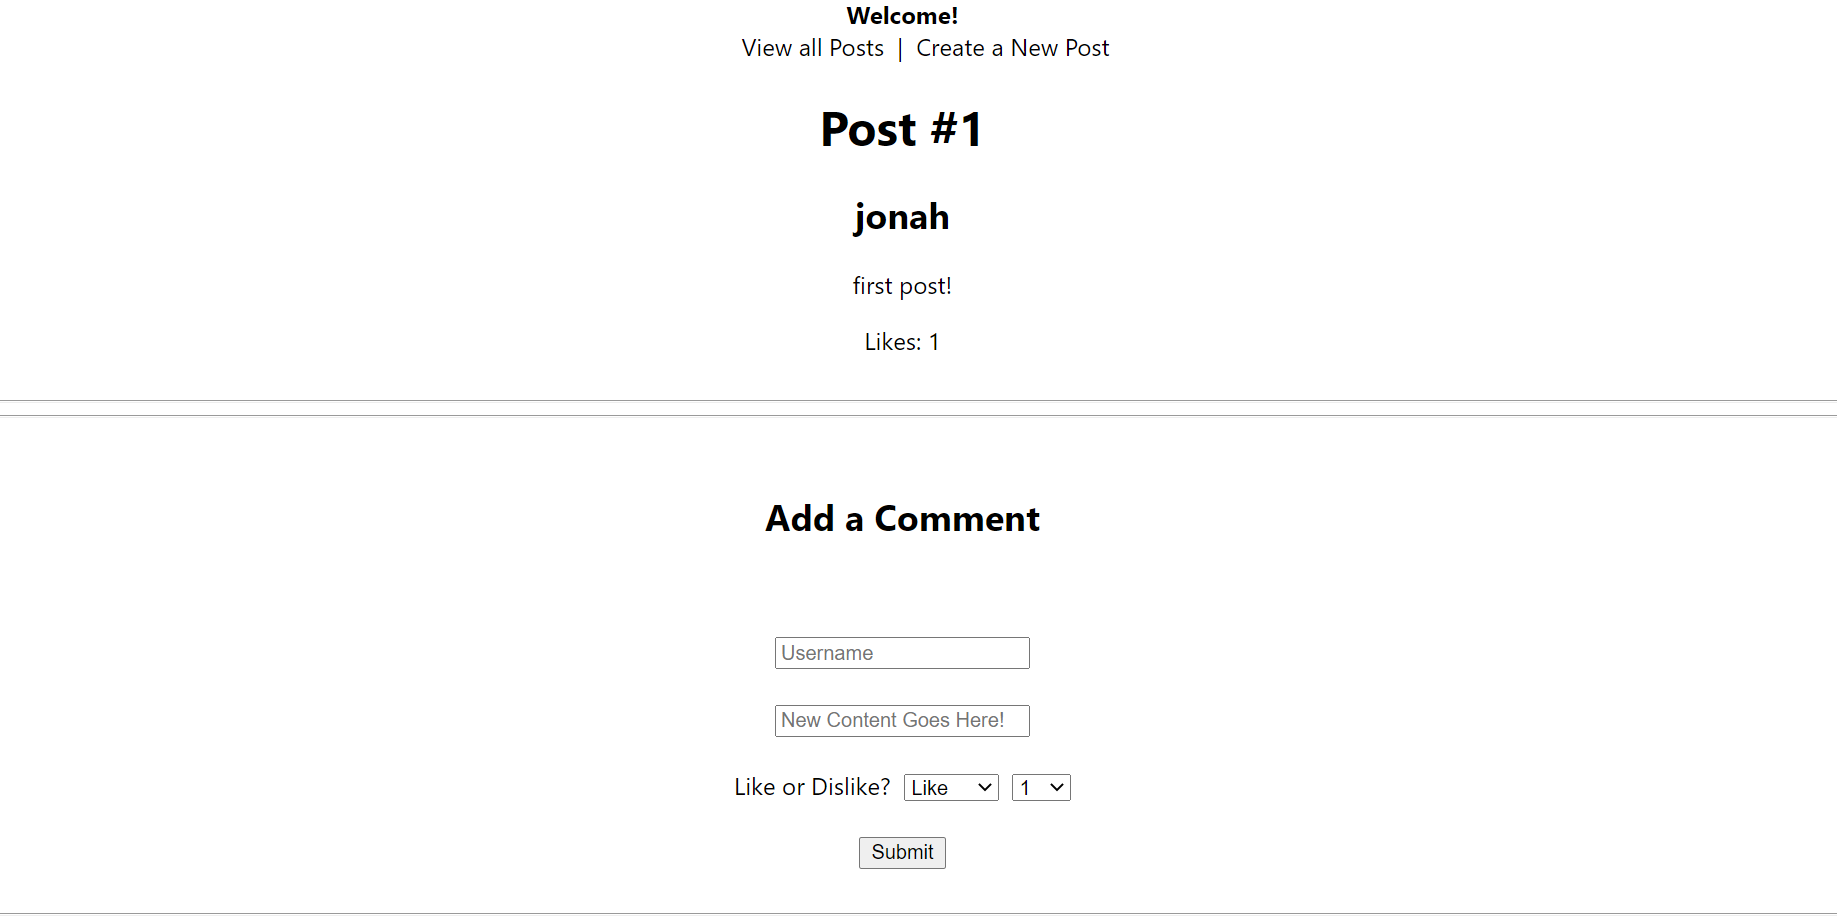 Welcome!
View all Posts | Create a New Post
Post #1
jonah
first post!
Likes: 1
Add a Comment
Username
New Content Goes Here!
Like or Dislike? Like 1
Submit